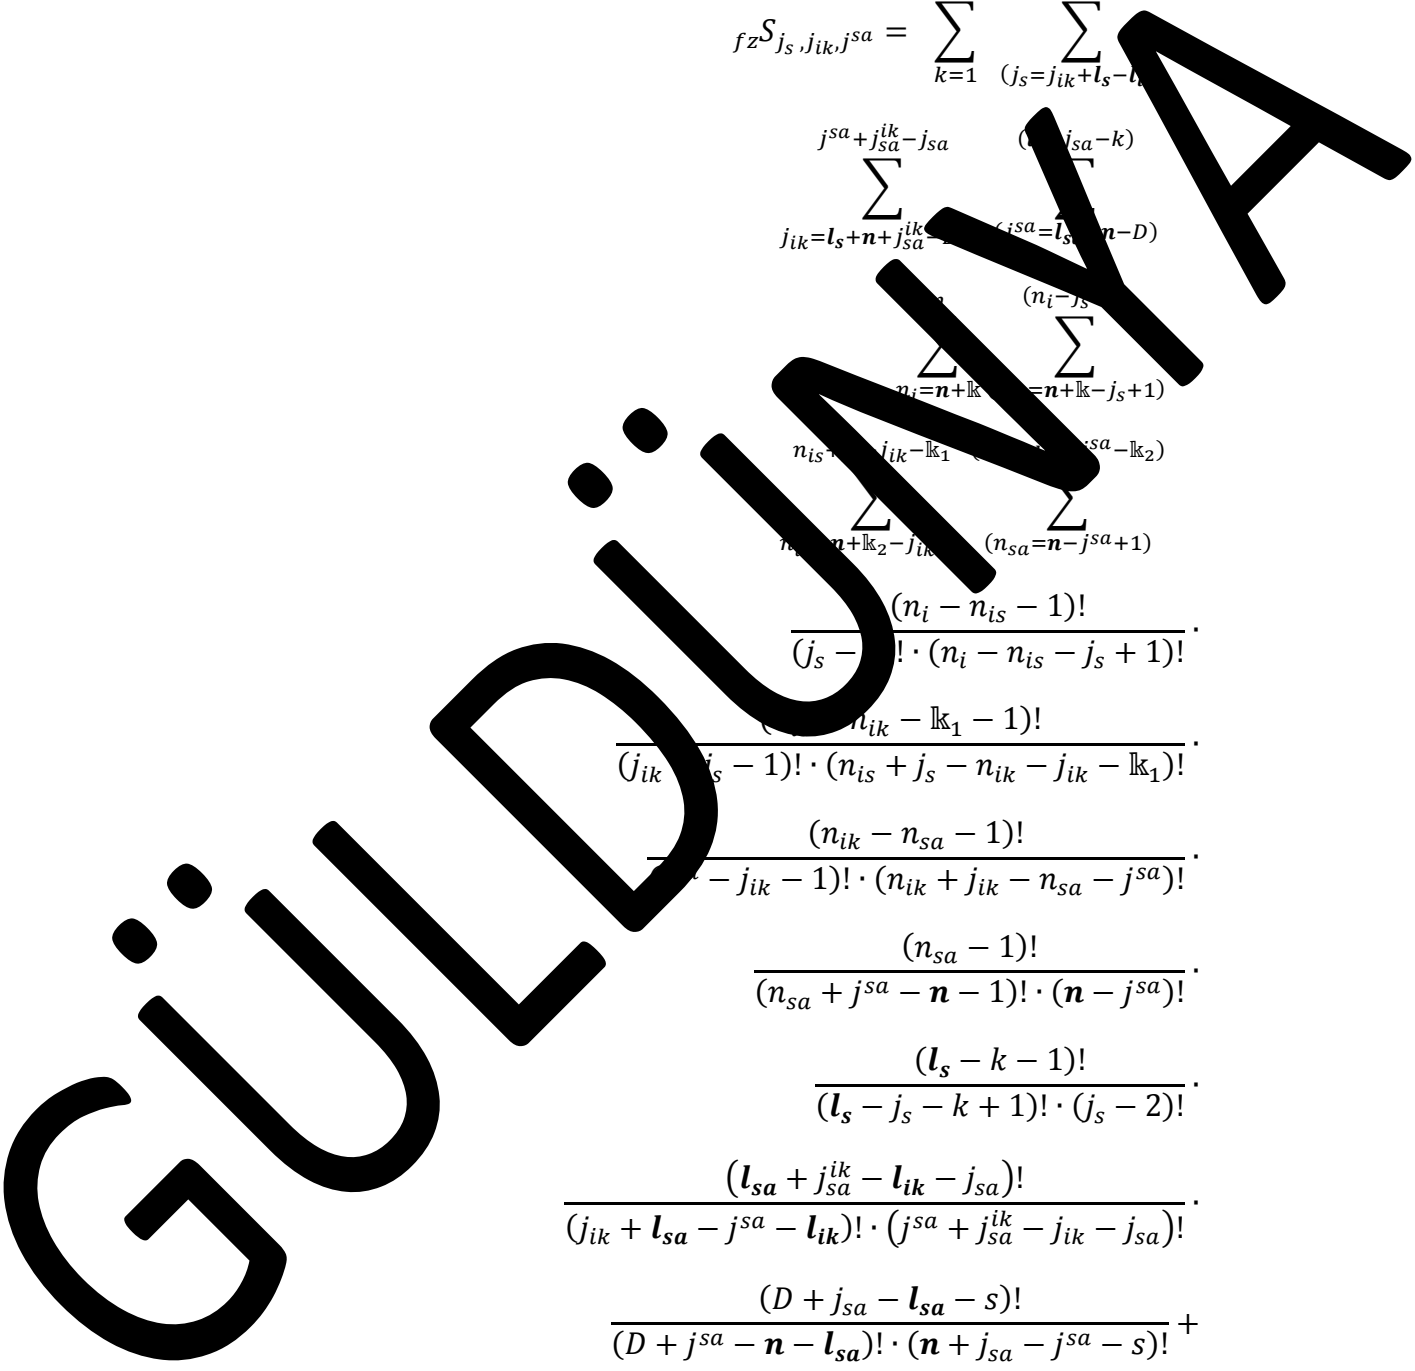 fzS_{j_s,j_{ik},j^{sa}} = ∑_{k=1} ∑_{(j_s=j_{ik}+l_s-}
∑_{j_{ik}=l_s+n+j_{sa}^{ik}-}^{j^{sa}+j_{sa}^{ik}-j_{sa}} ∑_{(j^{sa}=l_{sa} n-D)}^{( j_{sa}-k)}
∑_{n_i=n+𝕜} ∑_{=n+𝕜-j_s+1)}^{(n_i-j_s}
∑_{n+𝕜_2-j_{ik}}^{n_{is}+ j_{ik}-𝕜_1} ∑_{(n_{sa}=n-j^{sa}+1)}^{j^{sa}-𝕜_2)}
(n_i − n_{is} − 1)!
(j_s − )! · (n_i − n_{is} − j_s + 1)! ·
( n_{ik} − 𝕜_1 − 1)!
(j_{ik} j_s − 1)! · (n_{is} + j_s − n_{ik} − j_{ik} − 𝕜_1)! ·
(n_{ik} − n_{sa} − 1)!
− j_{ik} − 1)! · (n_{ik} + j_{ik} − n_{sa} − j^{sa})! ·
(n_{sa} − 1)!
(n_{sa} + j^{sa} − n − 1)! · (n − j^{sa})! ·
(l_s − k − 1)!
(l_s − j_s − k + 1)! · (j_s − 2)! ·
(l_{sa} + j_{sa}^{ik} − l_{ik} − j_{sa})!
(j_{ik} + l_{sa} − j^{sa} − l_{ik})! · (j^{sa} + j_{sa}^{ik} − j_{ik} − j_{sa})! ·
(D + j_{sa} − l_{sa} − s)!
(D + j^{sa} − n − l_{sa})! · (n + j_{sa} − j^{sa} − s)! +
GÜLDÜNYA